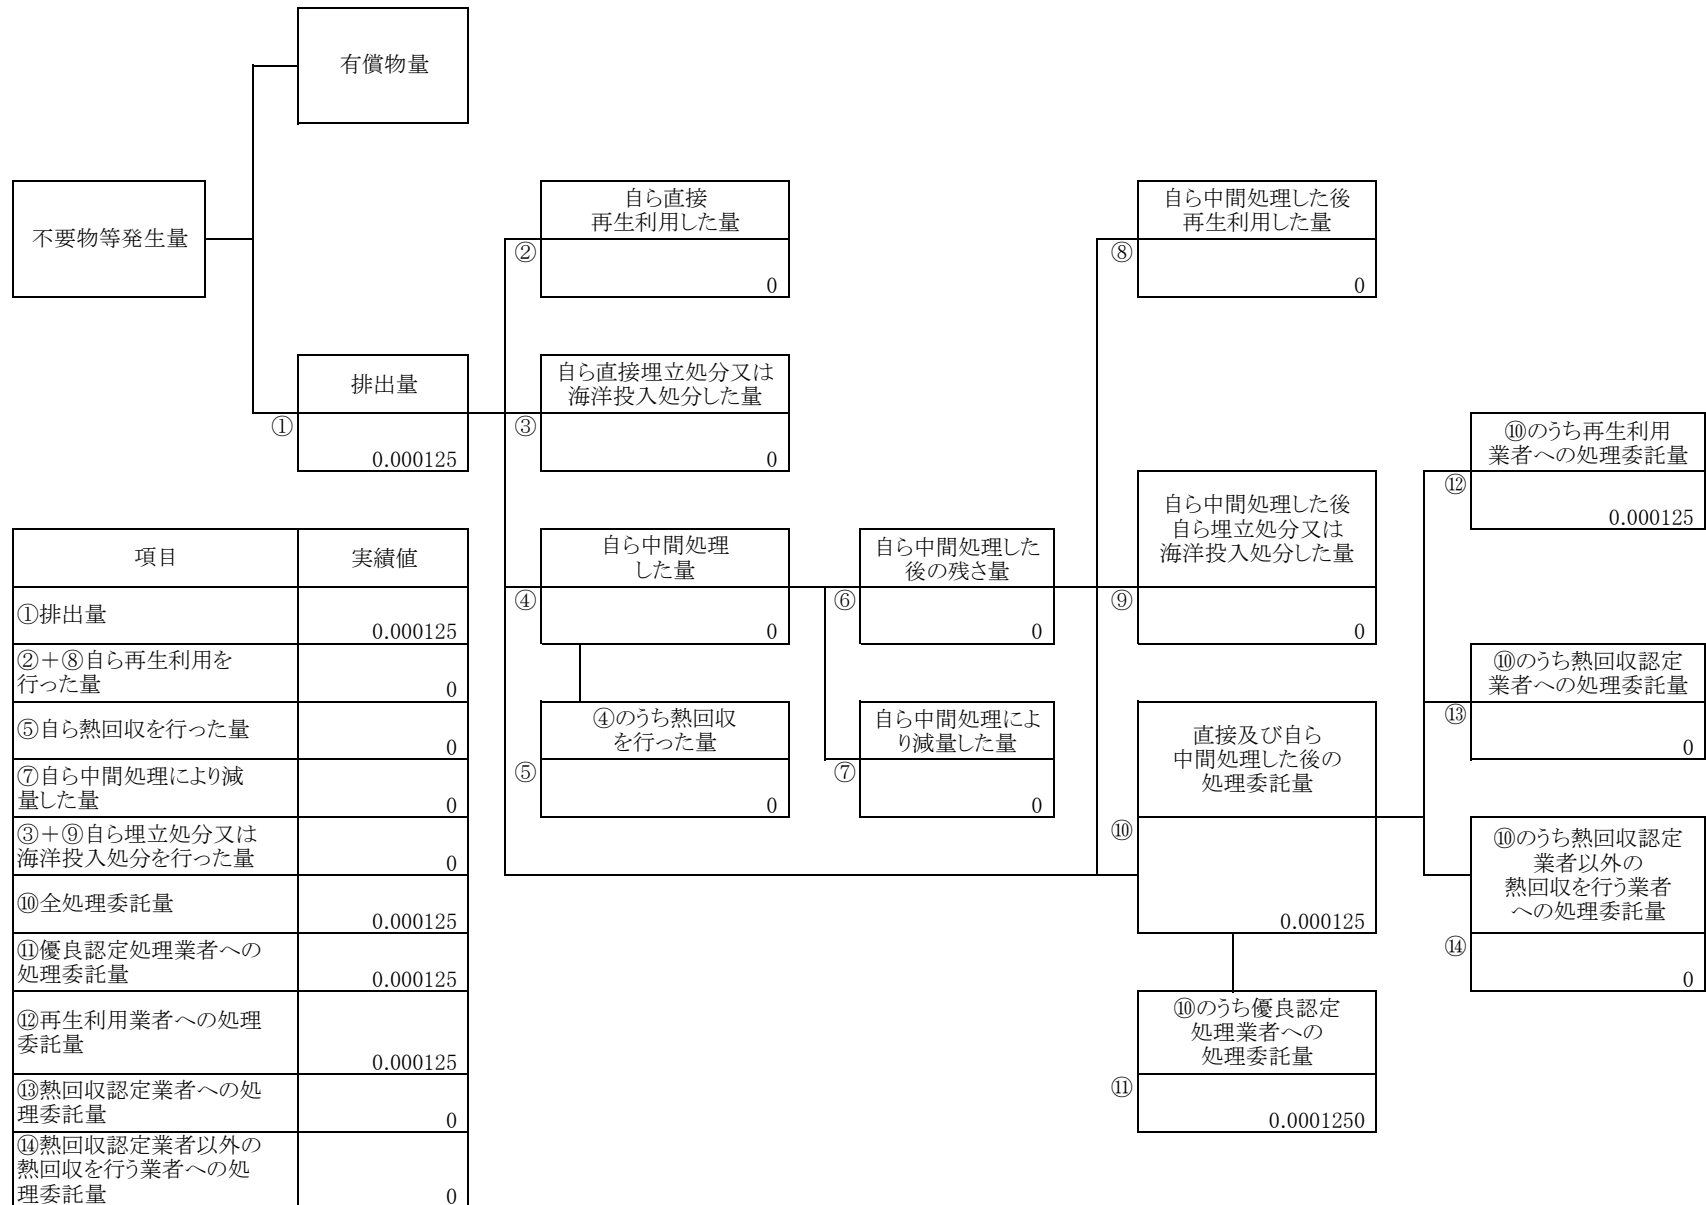 有償物量
不要物等発生量
排出量
①
0.000125
自ら直接
再生利用した量
②
0
自ら直接埋立処分又は
海洋投入処分した量
③
0
自ら中間処理
した量
④
0
④のうち熱回収
を行った量
⑤
0
自ら中間処理した
後の残さ量
⑥
0
自ら中間処理によ
り減量した量
⑦
0
自ら中間処理した後
再生利用した量
⑧
0
自ら中間処理した後
自ら埋立処分又は
海洋投入処分した量
⑨
0
直接及び自ら
中間処理した後の
処理委託量
⑩
0.000125
⑩のうち優良認定
処理業者への
処理委託量
⑪
0.0001250
⑩のうち再生利用
業者への処理委託量
⑫
0.000125
⑩のうち熱回収認定
業者への処理委託量
⑬
0
⑩のうち熱回収認定
業者以外の
熱回収を行う業者
への処理委託量
⑭
0
項目 実績値
①排出量
0.000125
②+⑧自ら再生利用を
行った量
0
⑤自ら熱回収を行った量
0
⑦自ら中間処理により減
量した量
0
③+⑨自ら埋立処分又は
海洋投入処分を行った量
0
⑩全処理委託量
0.000125
⑪優良認定処理業者への
処理委託量
0.000125
⑫再生利用業者への処理
委託量
0.000125
⑬熱回収認定業者への処
理委託量
0
⑭熱回収認定業者以外の
熱回収を行う業者への処
理委託量
0